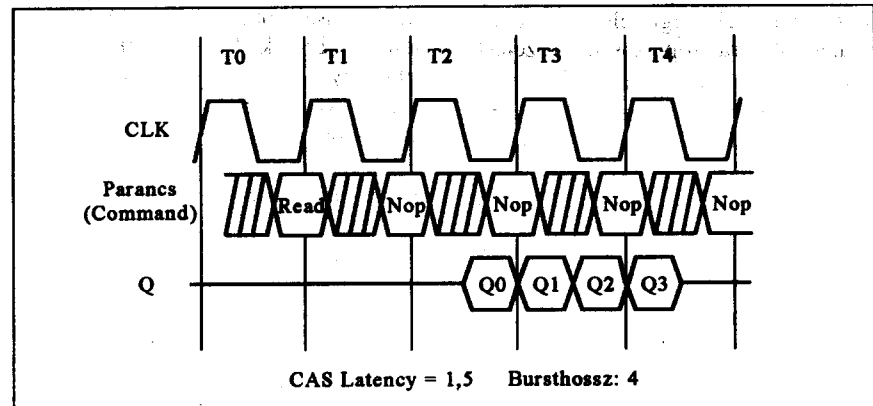 T0 T1 T2 T3 T4
CLK
Parancs
(Command)
Read Nop Nop Nop Nop
Q
Q0 Q1 Q2 Q3
CAS Latency = 1,5 Bursthossz: 4